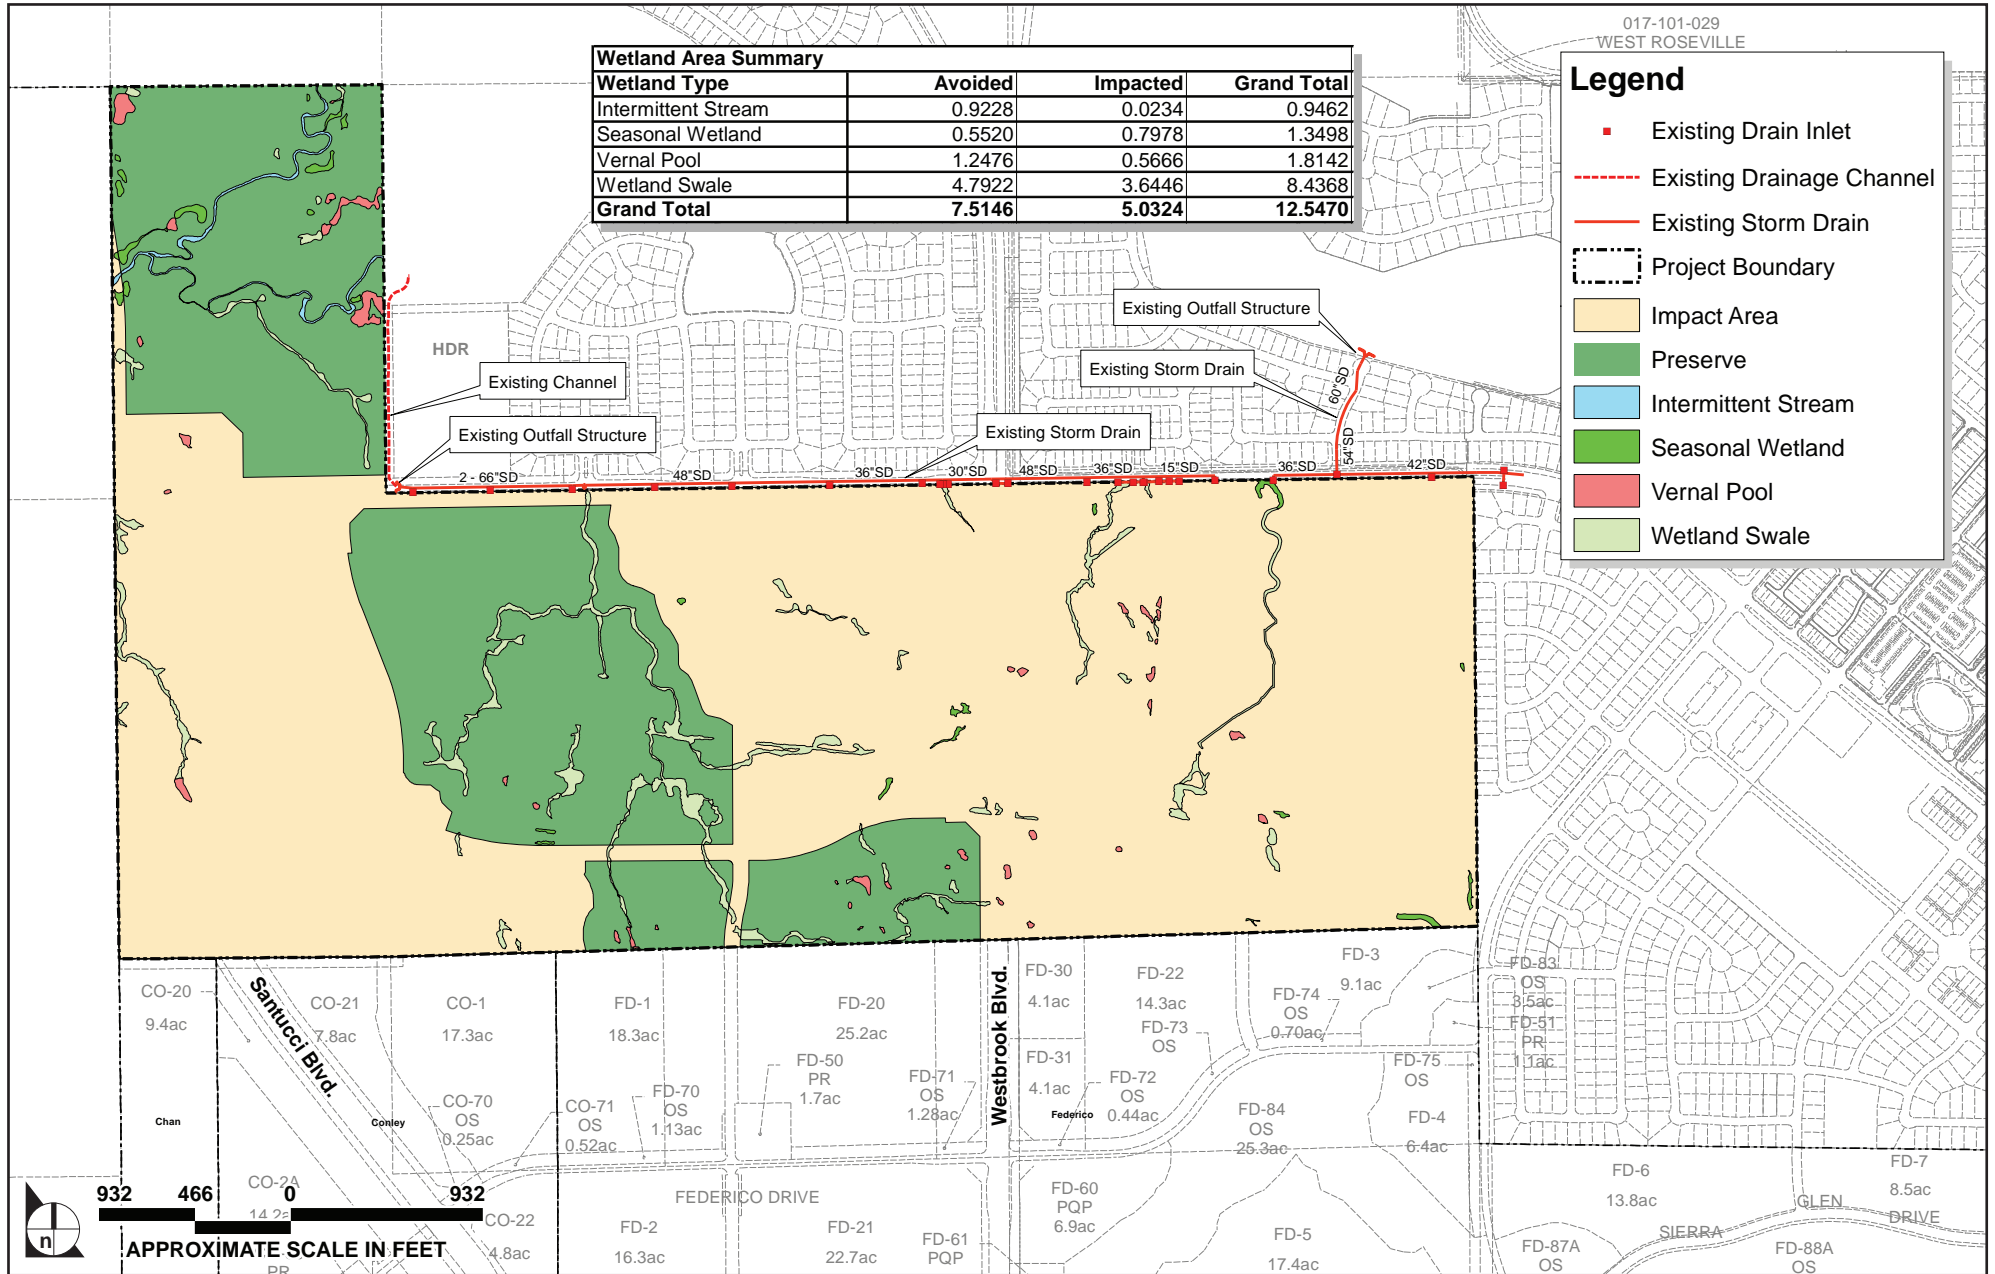 017-101-029
WEST ROSEVILLE
Wetland Area Summary
Wetland Type Avoided Impacted Grand Total
Intermittent Stream 0.9228 0.0234 0.9462
Seasonal Wetland 0.5520 0.7978 1.3498
Vernal Pool 1.2476 0.5666 1.8142
Wetland Swale 4.7922 3.6446 8.4368
Grand Total 7.5146 5.0324 12.5470
Legend
Existing Drain Inlet
Existing Drainage Channel
Existing Storm Drain
Project Boundary
Impact Area
Preserve
Intermittent Stream
Seasonal Wetland
Vernal Pool
Wetland Swale
HDR
Existing Channel
Existing Outfall Structure
Existing Outfall Structure
Existing Storm Drain
Existing Storm Drain
60"SD
54"SD
2 - 66"SD
48"SD
36"SD
30"SD
48"SD
36"SD
15"SD
36"SD
42"SD
CO-20
9.4ac
Santucci Blvd.
CO-21
7.8ac
CO-1
17.3ac
FD-1
18.3ac
FD-20
25.2ac
Westbrook Blvd.
FD-30
4.1ac
FD-22
14.3ac
FD-3
9.1ac
FD-74
OS
0.70ac
FD-73
OS
FD-83
OS
3.5ac
FD-51
PR
1.1ac
FD-50
PR
1.7ac
FD-71
OS
1.28ac
FD-31
4.1ac
FD-72
OS
0.44ac
Federico
FD-75
OS
FD-84
OS
25.3ac
FD-4
6.4ac
Chan
Conley
CO-70
OS
0.25ac
CO-71
OS
0.52ac
FD-70
OS
1.13ac
CO-2A
14.2a
PR
CO-22
4.8ac
FEDERICO DRIVE
FD-2
16.3ac
FD-21
22.7ac
FD-61
PQP
FD-60
PQP
6.9ac
FD-5
17.4ac
FD-6
13.8ac
FD-7
8.5ac
SIERRA
GLEN
DRIVE
FD-87A
OS
FD-88A
OS
n
932 466 0 932
APPROXIMATE SCALE IN FEET